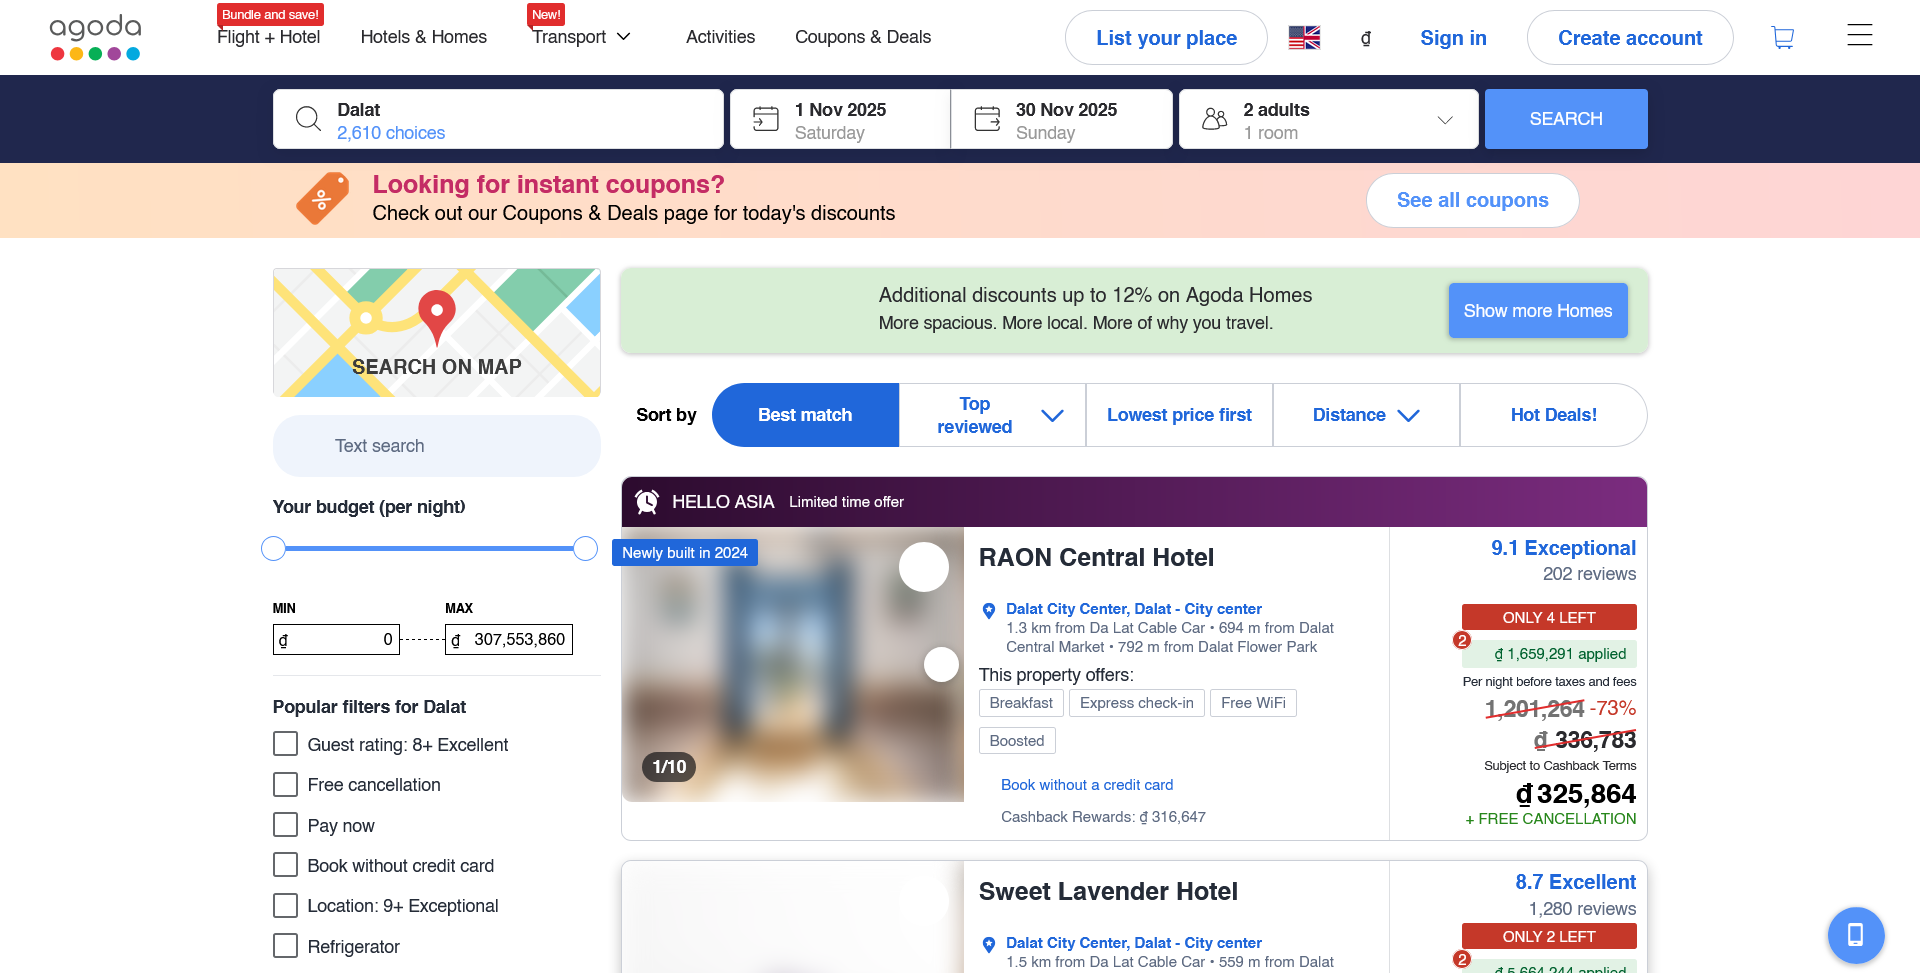 agoda
Bundle and save!
Flight + Hotel
Hotels & Homes
New!
Transport
Activities
Coupons & Deals
List your place
₫
Sign in
Create account
Dalat
2,610 choices
1 Nov 2025
Saturday
30 Nov 2025
Sunday
2 adults
1 room
SEARCH
Looking for instant coupons?
Check out our Coupons & Deals page for today's discounts
See all coupons
SEARCH ON MAP
Text search
Your budget (per night)
MIN
MAX
₫ 0
₫ 307,553,860
Popular filters for Dalat
Guest rating: 8+ Excellent
Free cancellation
Pay now
Book without credit card
Location: 9+ Exceptional
Refrigerator
Additional discounts up to 12% on Agoda Homes
More spacious. More local. More of why you travel.
Show more Homes
Sort by
Best match
Top
reviewed
Lowest price first
Distance
Hot Deals!
HELLO ASIA Limited time offer
Newly built in 2024
1/10
RAON Central Hotel
Dalat City Center, Dalat - City center
1.3 km from Da Lat Cable Car • 694 m from Dalat
Central Market • 792 m from Dalat Flower Park
This property offers:
Breakfast
Express check-in
Free WiFi
Boosted
Book without a credit card
Cashback Rewards: ₫ 316,647
9.1 Exceptional
202 reviews
ONLY 4 LEFT
2
₫ 1,659,291 applied
Per night before taxes and fees
1,201,264 -73%
₫ 336,783
Subject to Cashback Terms
₫ 325,864
+ FREE CANCELLATION
Sweet Lavender Hotel
Dalat City Center, Dalat - City center
1.5 km from Da Lat Cable Car • 559 m from Dalat
8.7 Excellent
1,280 reviews
ONLY 2 LEFT
2
₫ 5,664,244 applied